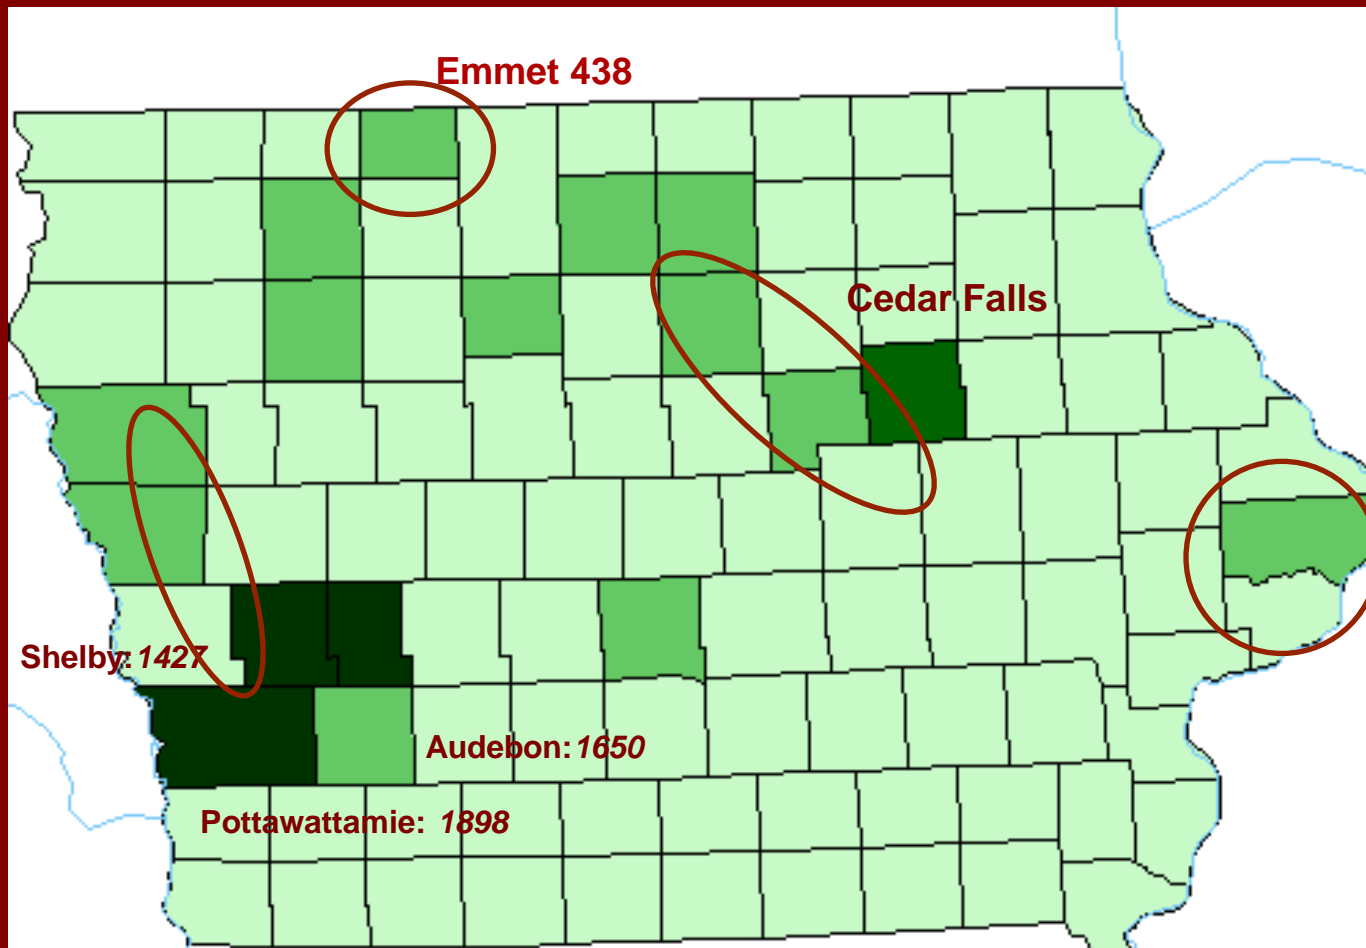 Emmet 438
Cedar Falls
Shelby: 1427
Audebon: 1650
Pottawattamie: 1898